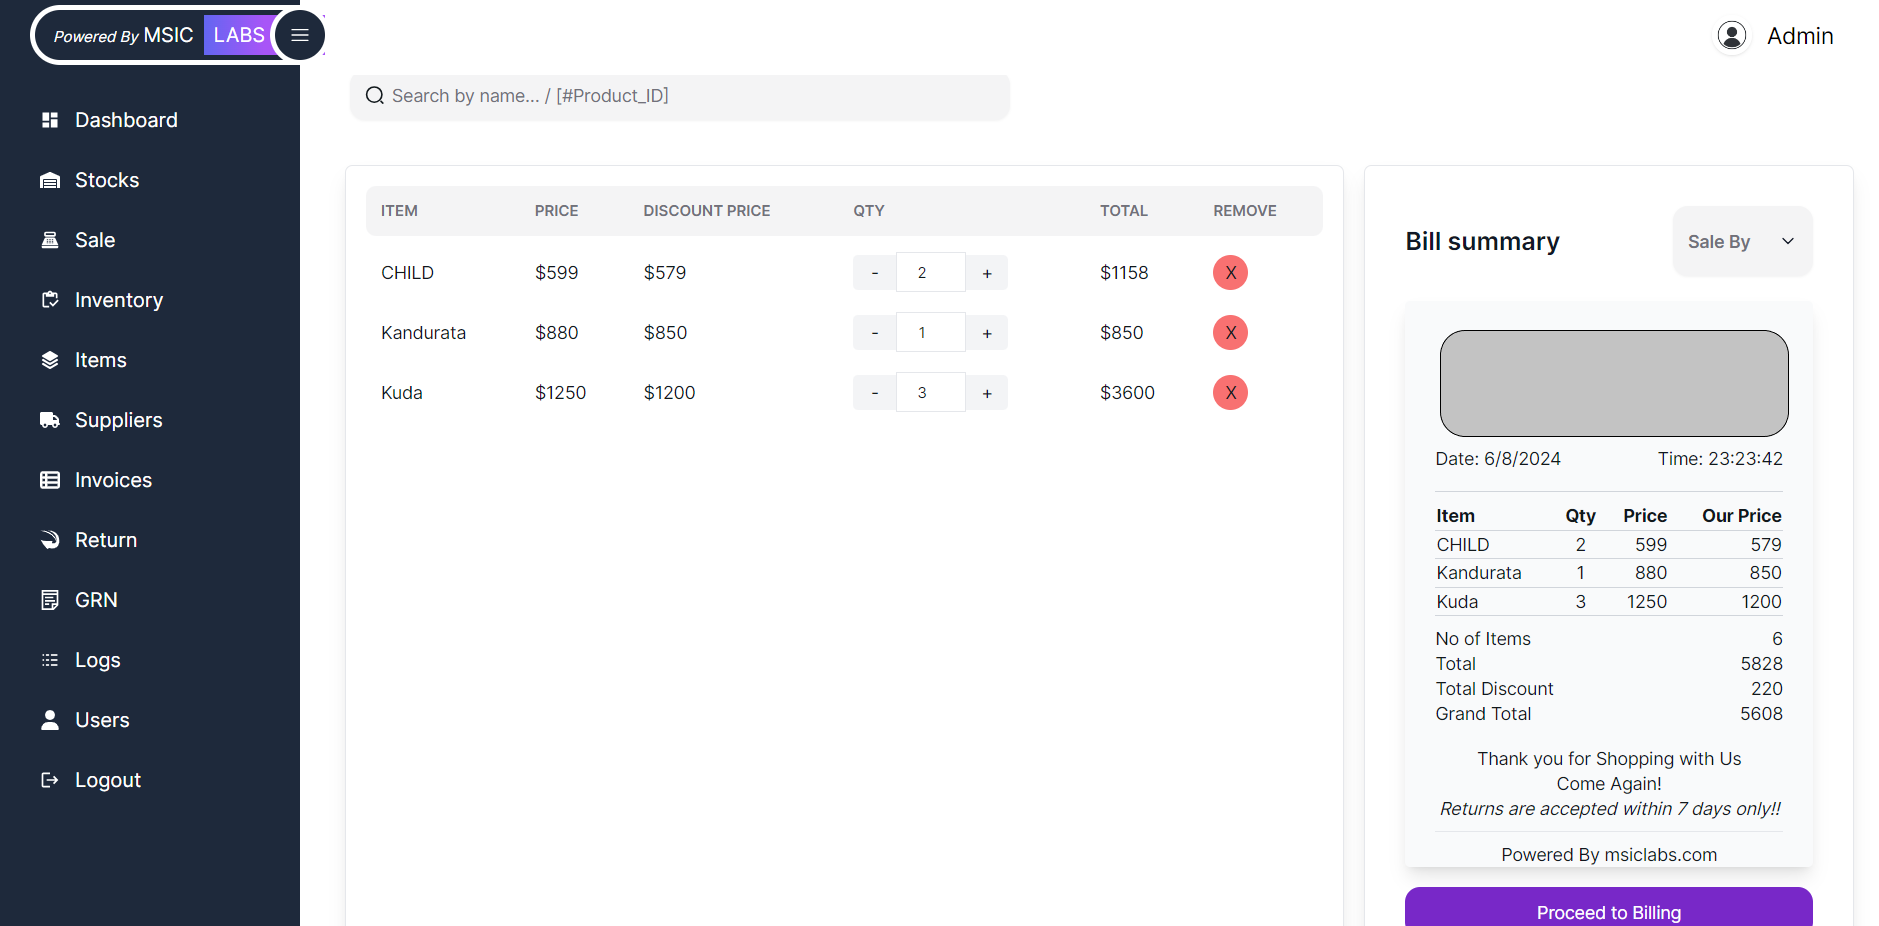 Powered By MSIC LABS
Admin
Search by name... / [#Product_ID]
Dashboard
Stocks
Sale
Inventory
Items
Suppliers
Invoices
Return
GRN
Logs
Users
Logout
ITEM PRICE DISCOUNT PRICE QTY TOTAL REMOVE
CHILD $599 $579 - 2 + $1158 X
Kandurata $880 $850 - 1 + $850 X
Kuda $1250 $1200 - 3 + $3600 X
Bill summary
Sale By
Date: 6/8/2024 Time: 23:23:42
Item Qty Price Our Price
CHILD 2 599 579
Kandurata 1 880 850
Kuda 3 1250 1200
No of Items 6
Total 5828
Total Discount 220
Grand Total 5608
Thank you for Shopping with Us
Come Again!
Returns are accepted within 7 days only!!
Powered By msiclabs.com
Proceed to Billing